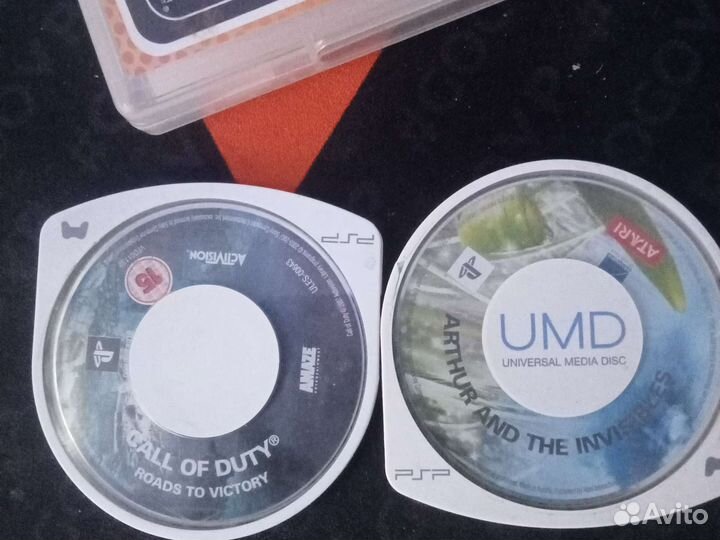 PSP
ACTIVISION
15
ULES-00643
AMAZE
CALL OF DUTY®
ROADS TO VICTORY
ATARI
UMD
UNIVERSAL MEDIA DISC
ARTHUR AND THE INVISIBLES
PSP
Avito